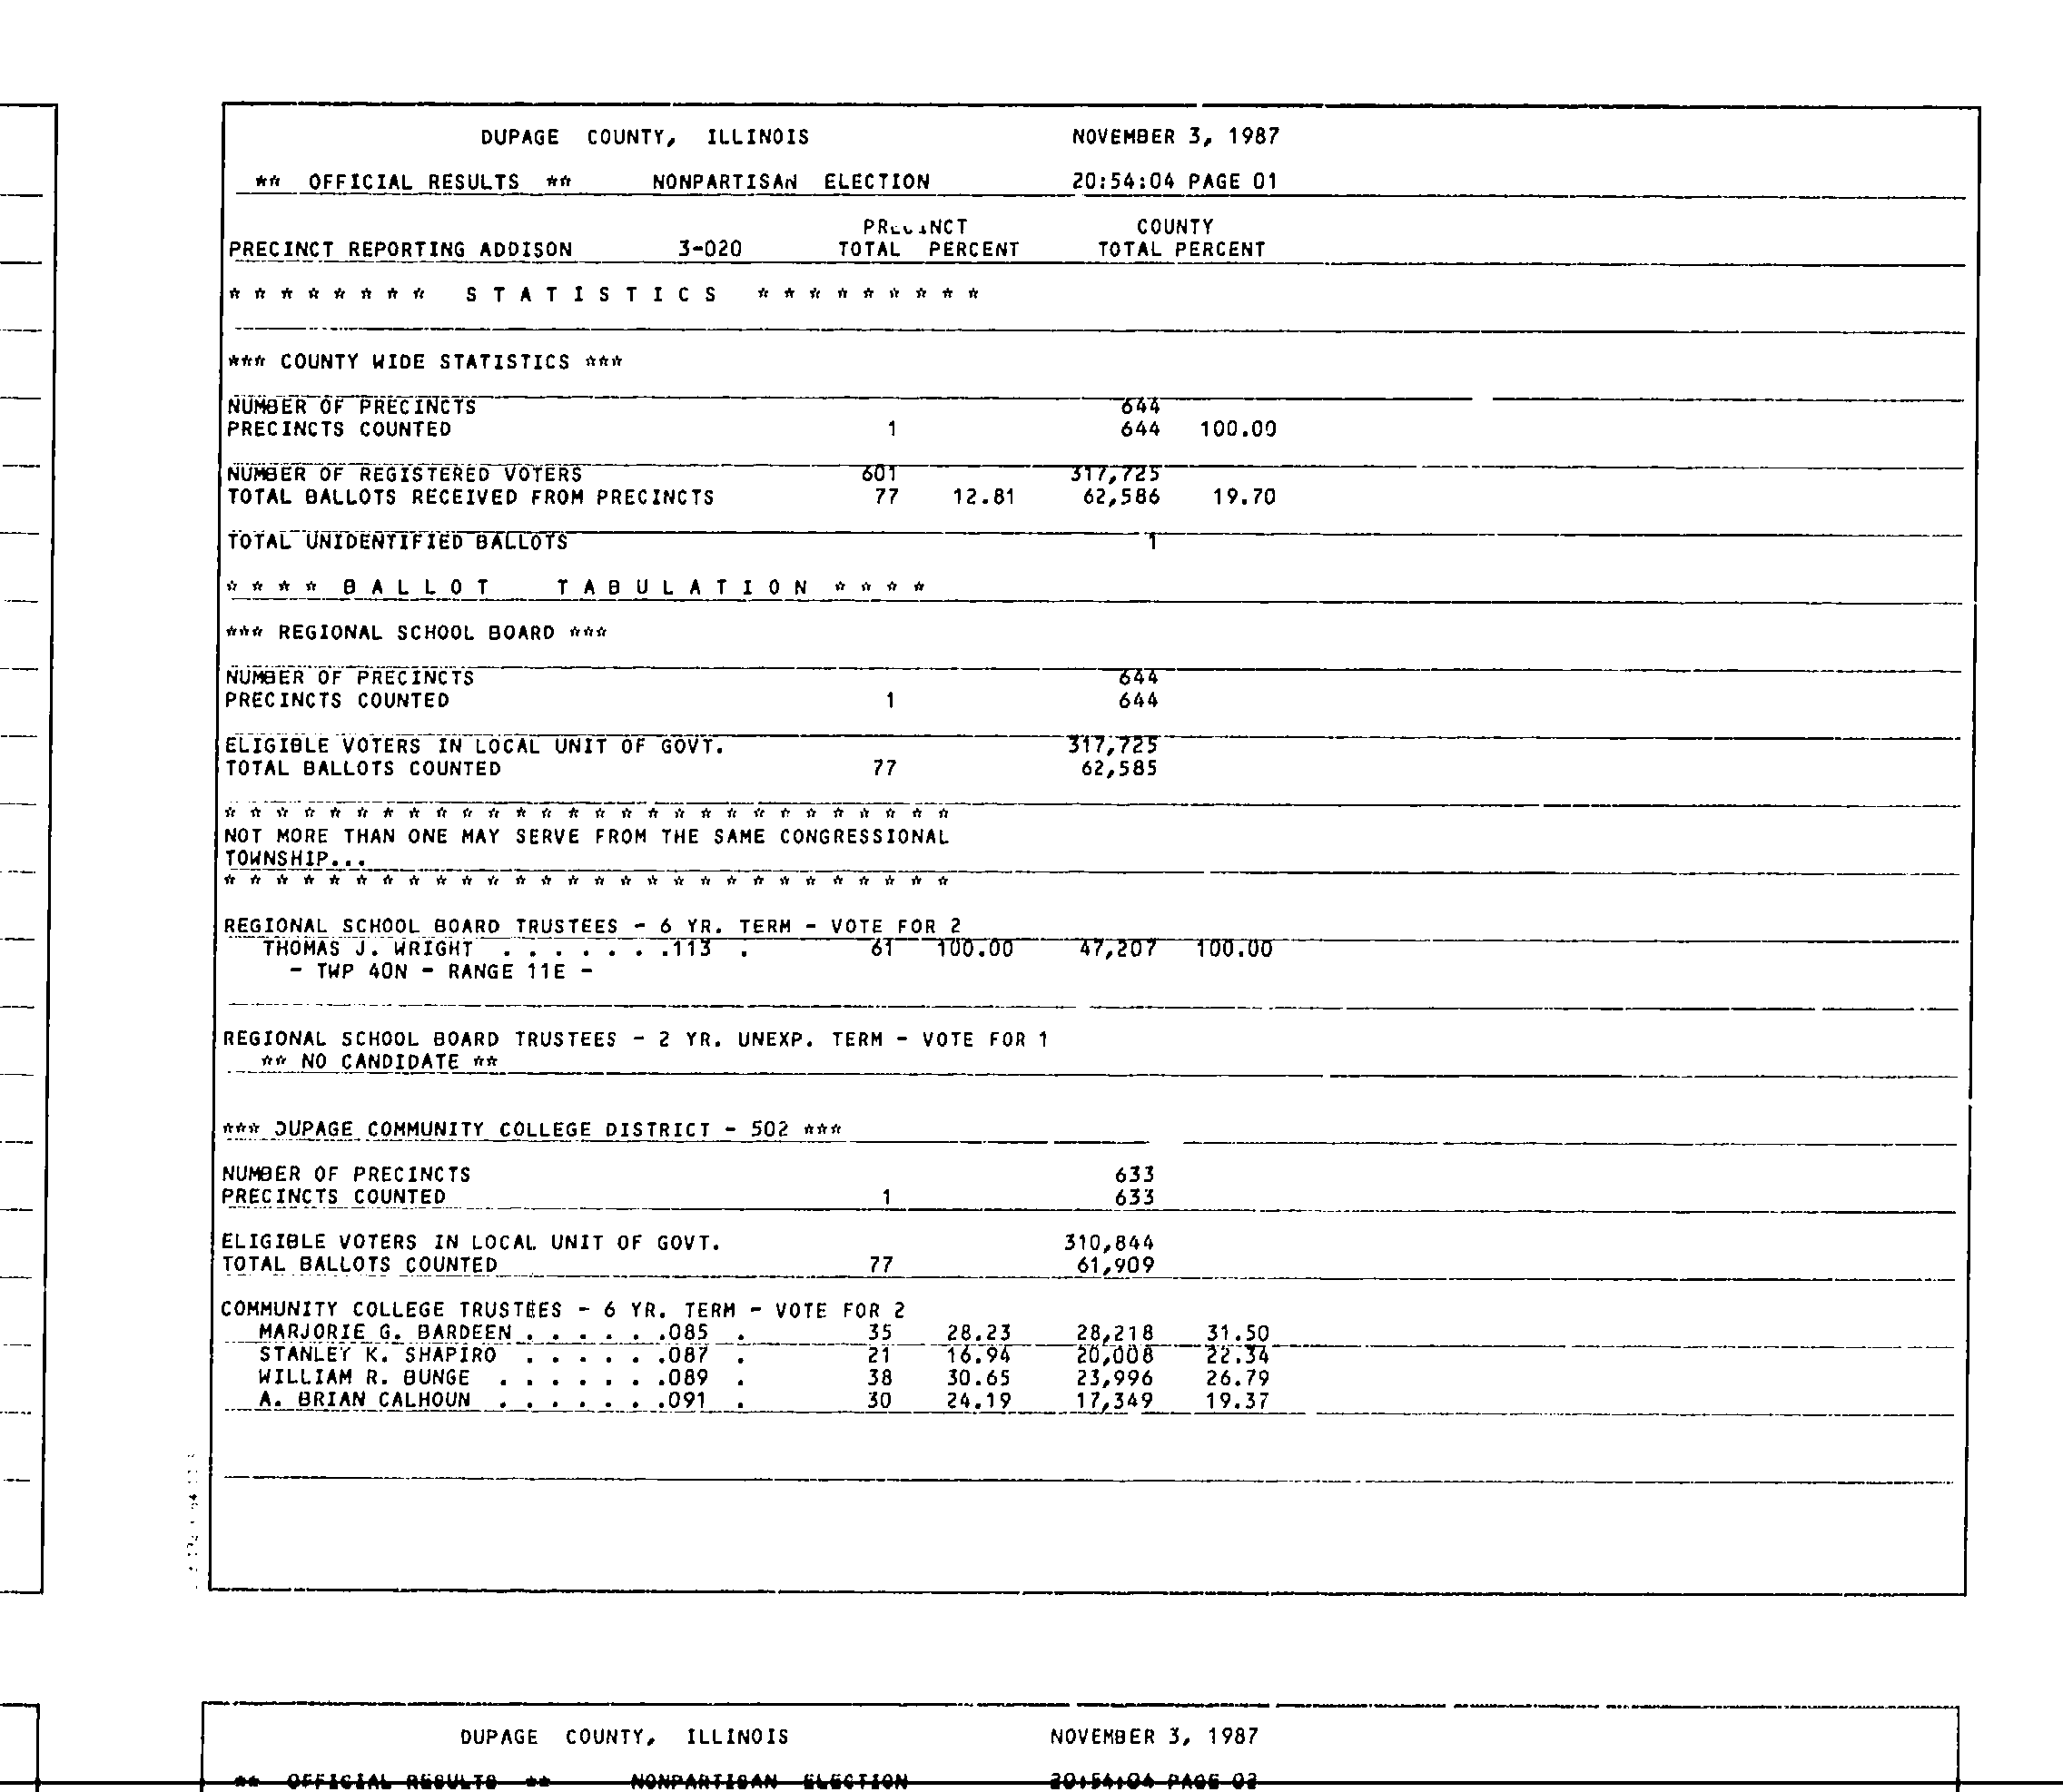 DUPAGE COUNTY, ILLINOIS NOVEMBER 3, 1987
** OFFICIAL RESULTS ** NONPARTISAN ELECTION 20:54:04 PAGE 01
PRECINCT COUNTY
PRECINCT REPORTING ADDISON 3-020 TOTAL PERCENT TOTAL PERCENT
* * * * * * * * S T A T I S T I C S * * * * * * * * *
*** COUNTY WIDE STATISTICS ***
NUMBER OF PRECINCTS 644
PRECINCTS COUNTED 1 644 100.00
NUMBER OF REGISTERED VOTERS 601 317,725
TOTAL BALLOTS RECEIVED FROM PRECINCTS 77 12.81 62,586 19.70
TOTAL UNIDENTIFIED BALLOTS 1
* * * * B A L L O T T A B U L A T I O N * * * *
*** REGIONAL SCHOOL BOARD ***
NUMBER OF PRECINCTS 644
PRECINCTS COUNTED 1 644
ELIGIBLE VOTERS IN LOCAL UNIT OF GOVT. 317,725
TOTAL BALLOTS COUNTED 77 62,585
* * * * * * * * * * * * * * * * * * * * * * * * * * * *
NOT MORE THAN ONE MAY SERVE FROM THE SAME CONGRESSIONAL
TOWNSHIP...
* * * * * * * * * * * * * * * * * * * * * * * * * * * *
REGIONAL SCHOOL BOARD TRUSTEES - 6 YR. TERM - VOTE FOR 2
THOMAS J. WRIGHT . . . . . . .113 . 61 100.00 47,207 100.00
- TWP 40N - RANGE 11E -
REGIONAL SCHOOL BOARD TRUSTEES - 2 YR. UNEXP. TERM - VOTE FOR 1
** NO CANDIDATE **
*** DUPAGE COMMUNITY COLLEGE DISTRICT - 502 ***
NUMBER OF PRECINCTS 633
PRECINCTS COUNTED 1 633
ELIGIBLE VOTERS IN LOCAL UNIT OF GOVT. 310,844
TOTAL BALLOTS COUNTED 77 61,909
COMMUNITY COLLEGE TRUSTEES - 6 YR. TERM - VOTE FOR 2
MARJORIE G. BARDEEN . . . . . .085 . 35 28.23 28,218 31.50
STANLEY K. SHAPIRO . . . . . .087 . 21 16.94 20,008 22.34
WILLIAM R. BUNGE . . . . . . .089 . 38 30.65 23,996 26.79
A. BRIAN CALHOUN . . . . . . .091 . 30 24.19 17,349 19.37
DUPAGE COUNTY, ILLINOIS NOVEMBER 3, 1987
** OFFICIAL RESULTS ** NONPARTISAN ELECTION 20:54:04 PAGE 02